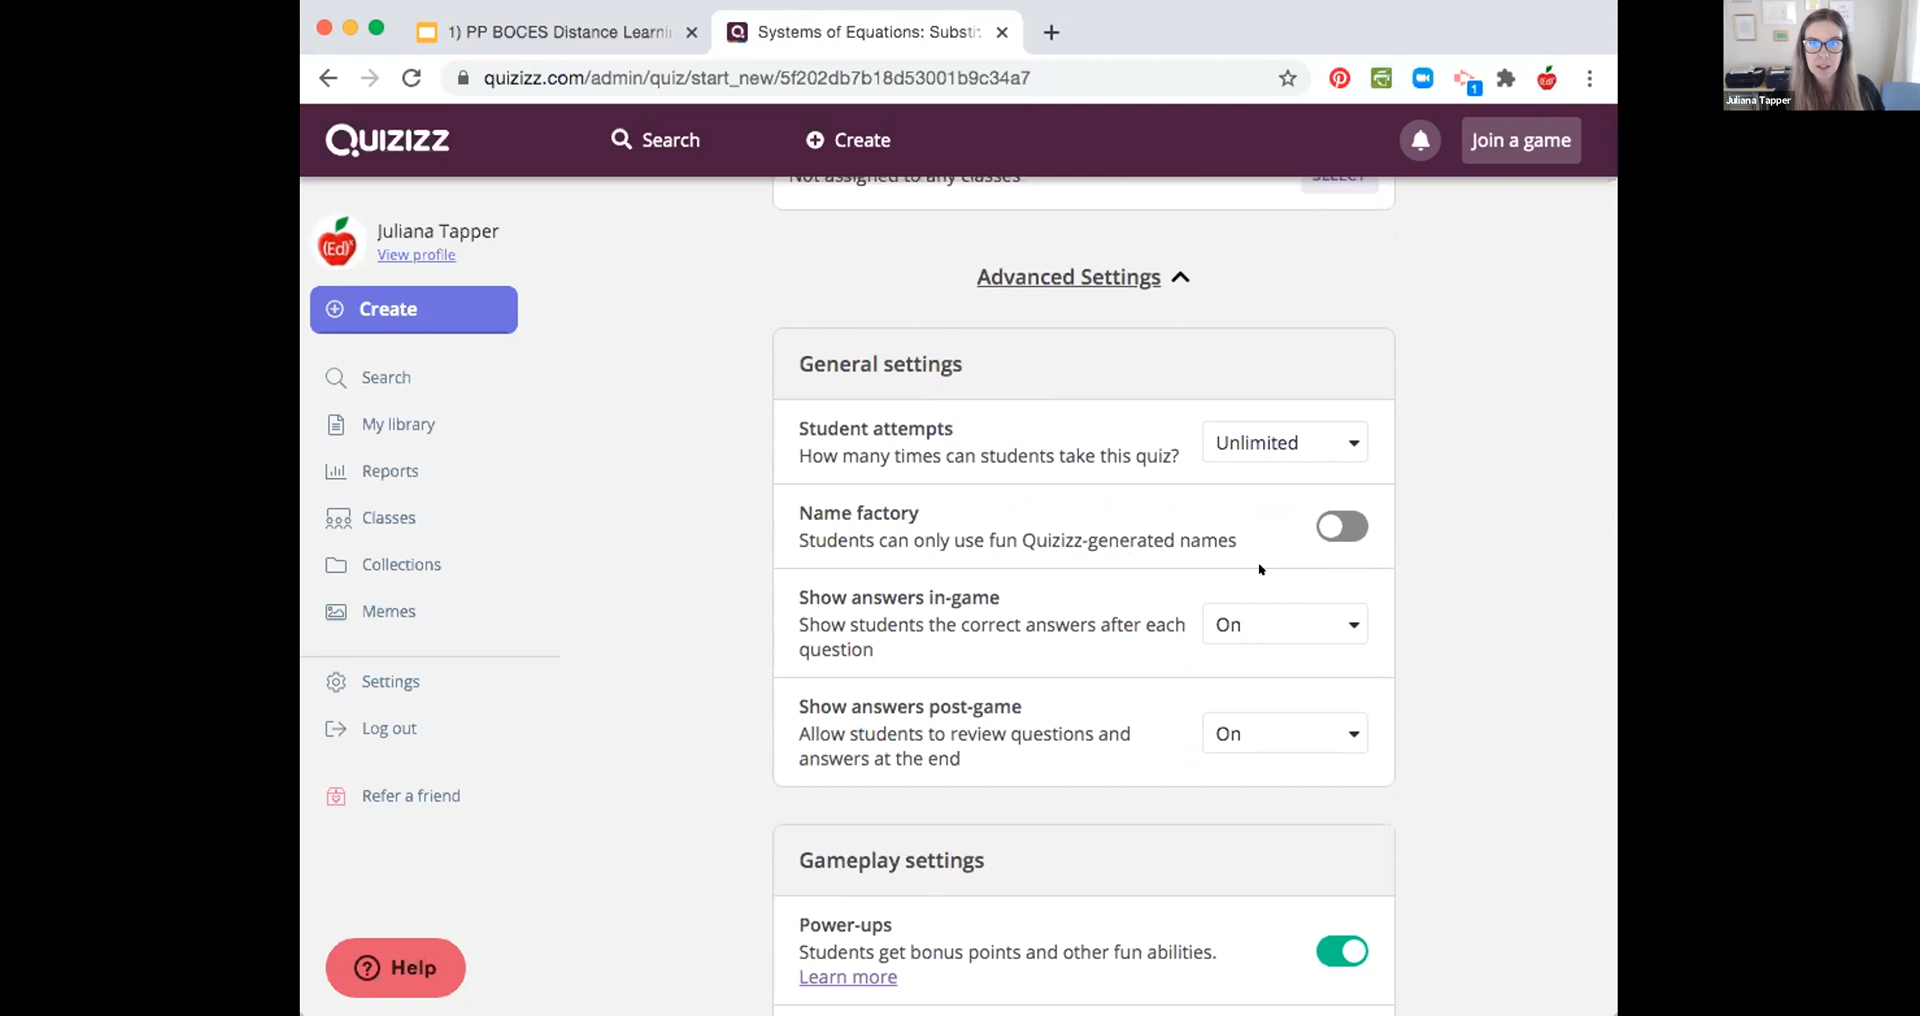 1) PP BOCES Distance Learni
Systems of Equations: Substi
quizizz.com/admin/quiz/start_new/5f202db7b18d53001b9c34a7
1
(Ed)
Juliana Tapper
QUIZIZZ
Search
Create
Join a game
Not assigned to any classes
SELECT
(Ed)x
Juliana Tapper
View profile
Create
Search
My library
Reports
Classes
Collections
Memes
Settings
Log out
Refer a friend
Help
Advanced Settings
General settings
Student attempts
How many times can students take this quiz?
Unlimited
Name factory
Students can only use fun Quizizz-generated names
Show answers in-game
Show students the correct answers after each
question
On
Show answers post-game
Allow students to review questions and
answers at the end
On
Gameplay settings
Power-ups
Students get bonus points and other fun abilities.
Learn more